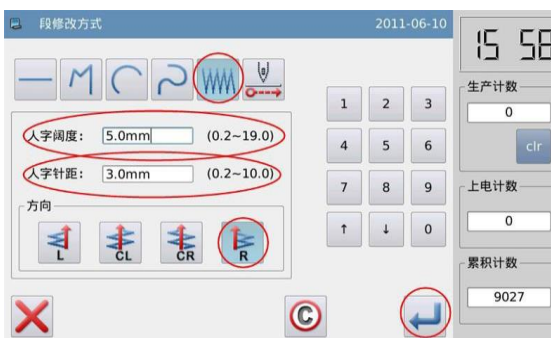 段修改方式 2011-06-10
15 58
生产计数
0
clr
上电计数
0
累积计数
9027
人字阔度: 5.0mm (0.2~19.0)
人字针距: 3.0mm (0.2~10.0)
方向
L CL CR R
1 2 3
4 5 6
7 8 9
↑ ↓ 0
C